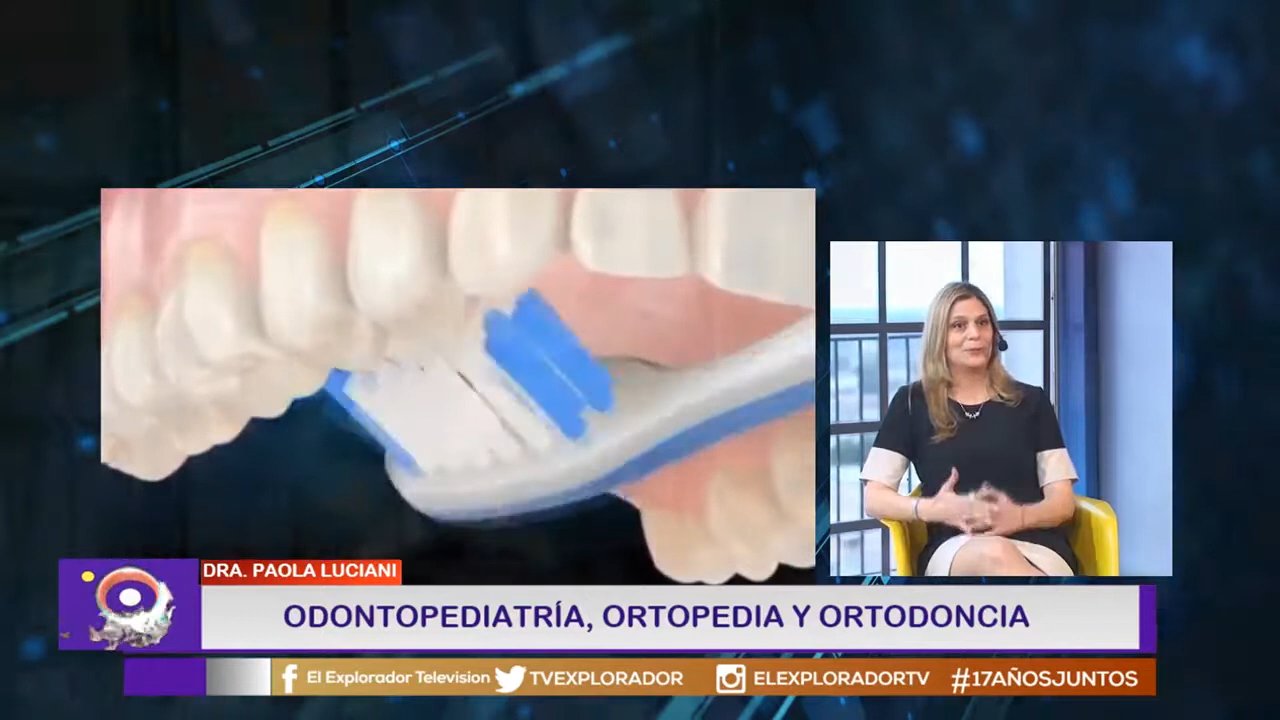 DRA. PAOLA LUCIANI
ODONTOPEDIATRÍA, ORTOPEDIA Y ORTODONCIA
El Explorador Television TVEXPLORADOR ELEXPLORADORTV #17AÑOSJUNTOS